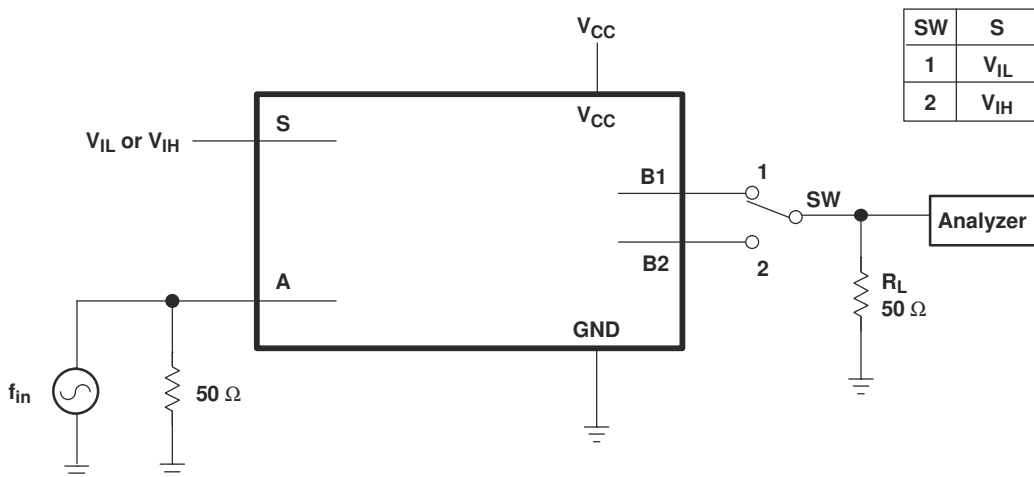 V_CC
SW S
1 V_IL
2 V_IH
V_CC
S
V_IL or V_IH
B1
1
SW
Analyzer
B2
2
A
R_L
50 Ω
GND
f_in
50 Ω